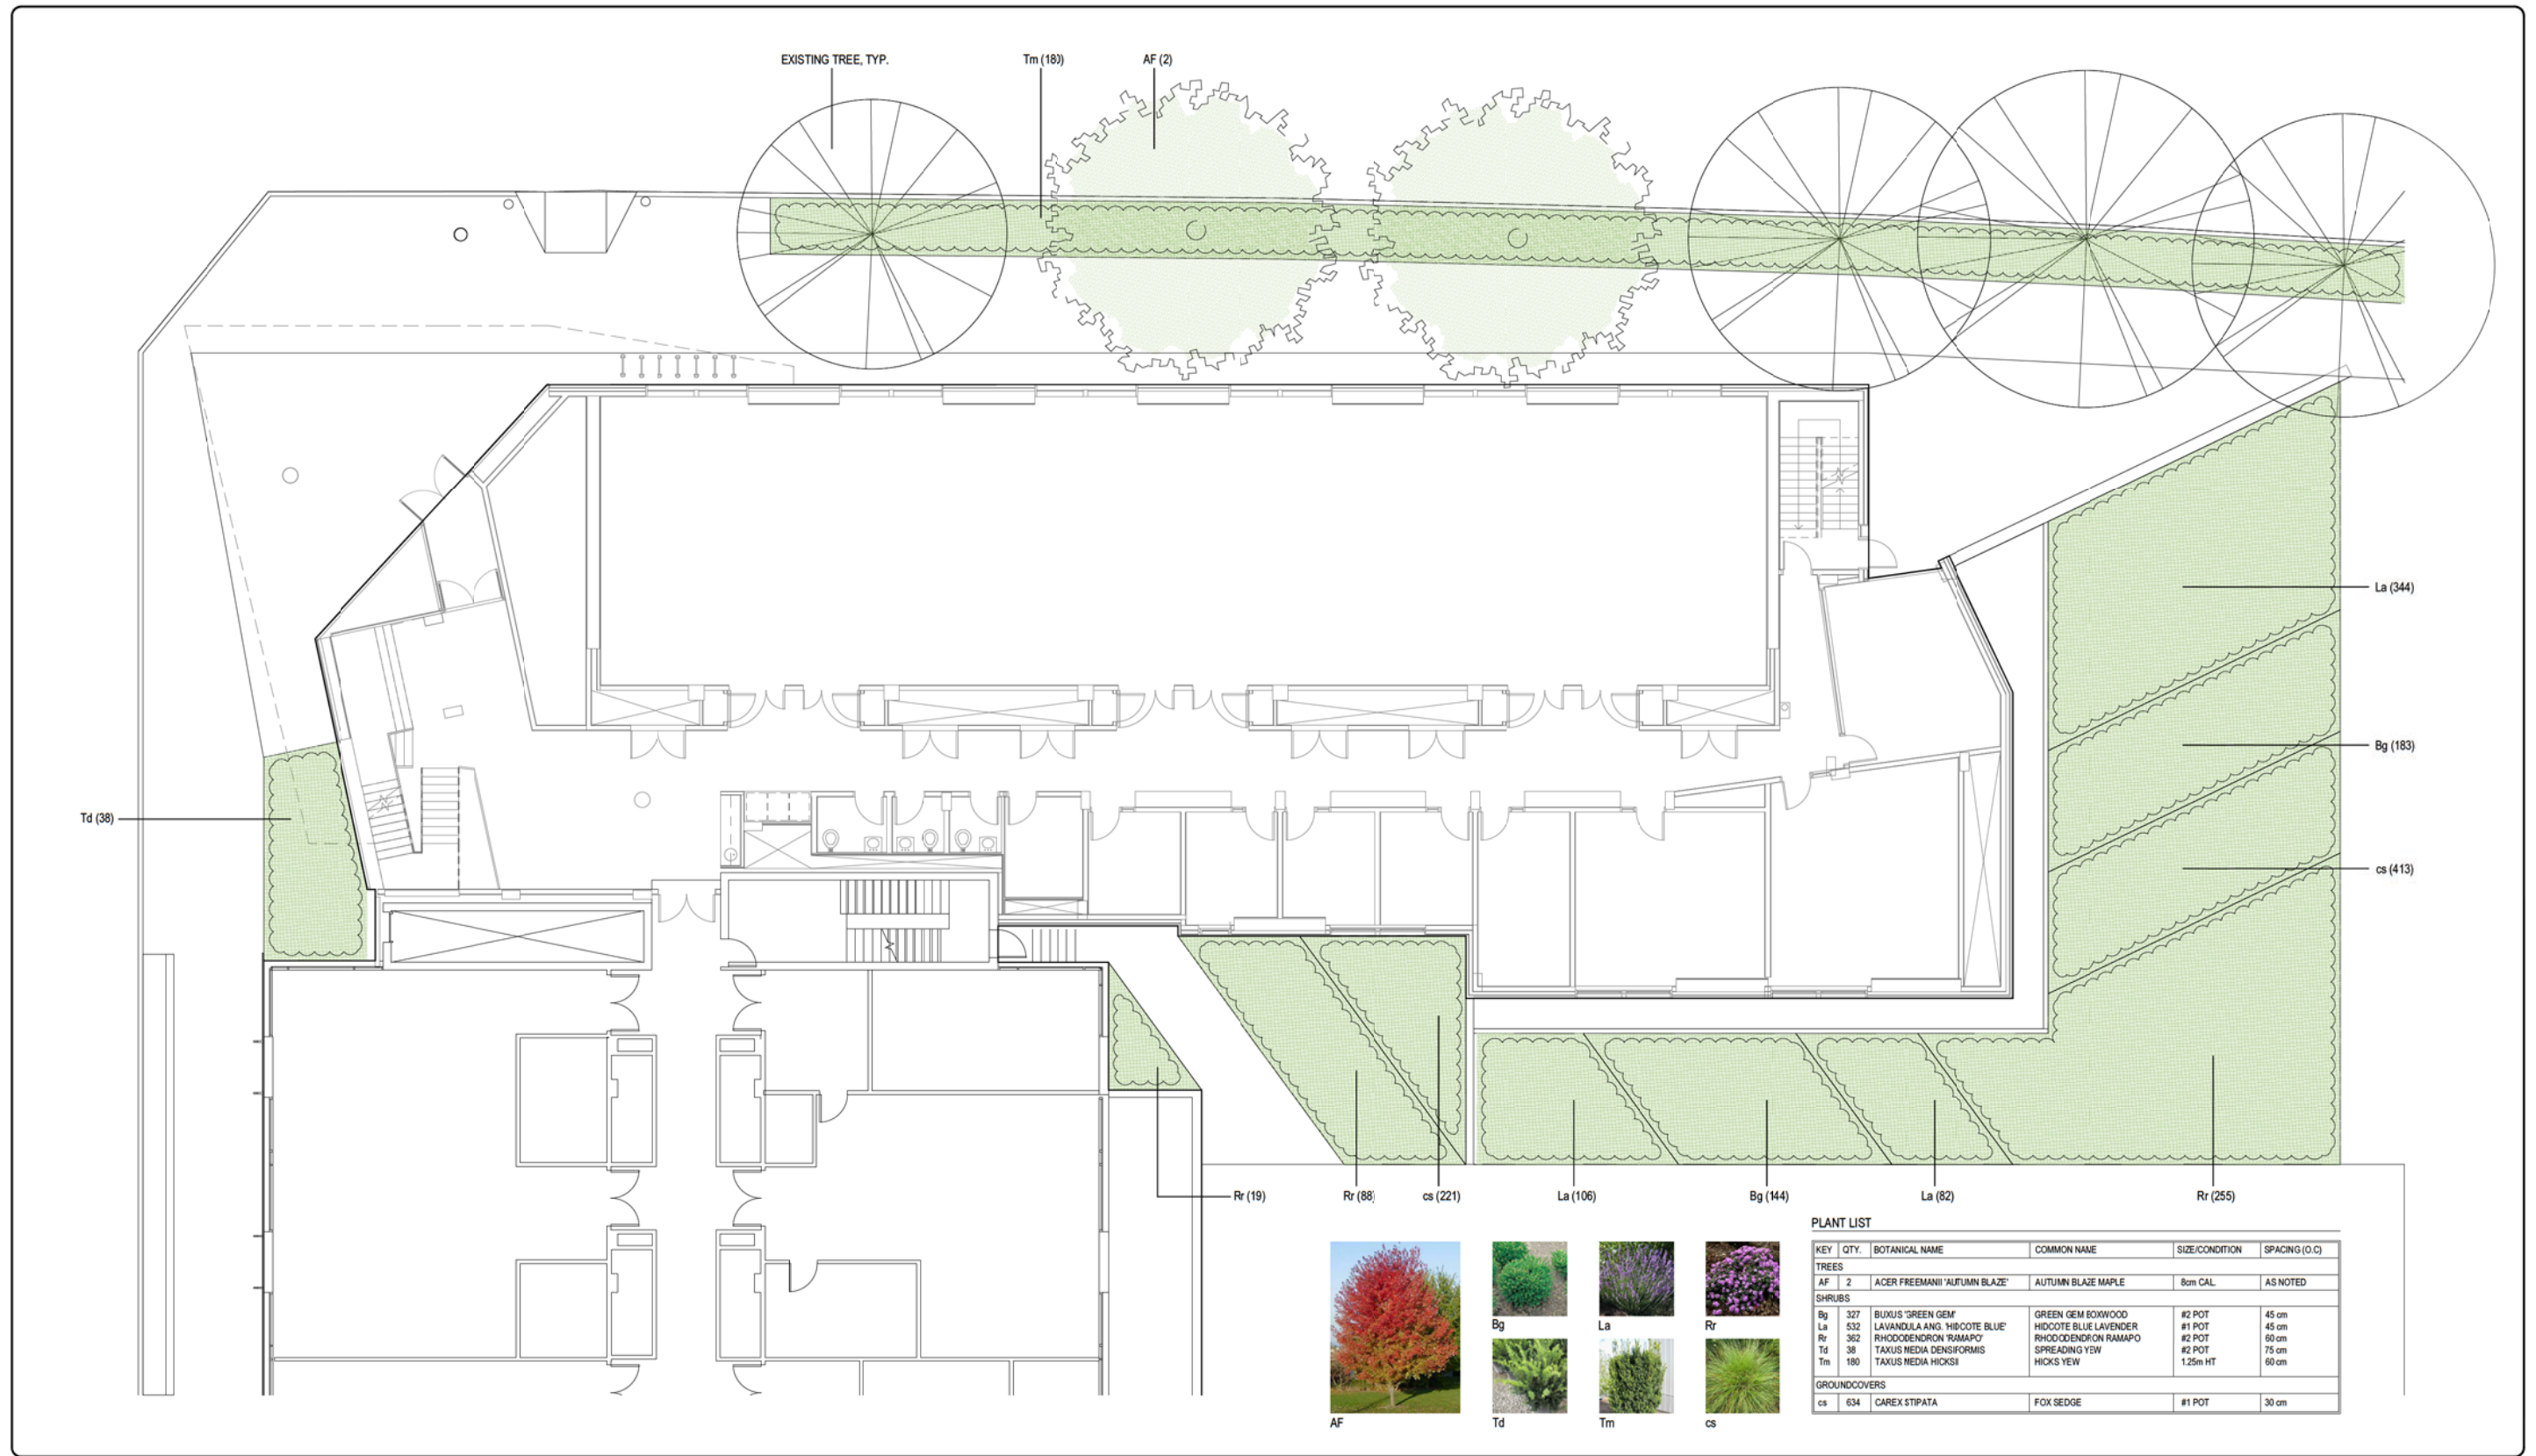 EXISTING TREE, TYP.
Tm (180)
AF (2)
La (344)
Bg (183)
Td (38)
cs (413)
Rr (19)
Rr (88)
cs (221)
La (106)
Bg (144)
La (82)
Rr (255)
PLANT LIST
KEY QTY. BOTANICAL NAME COMMON NAME SIZE/CONDITION SPACING (O.C)
TREES
AF 2 ACER FREEMANII 'AUTUMN BLAZE' AUTUMN BLAZE MAPLE 8cm CAL. AS NOTED
SHRUBS
Bg 327 BUXUS 'GREEN GEM' GREEN GEM BOXWOOD #2 POT 45 cm
La 532 LAVANDULA ANG. 'HIDCOTE BLUE' HIDCOTE BLUE LAVENDER #1 POT 45 cm
Rr 362 RHODODENDRON 'RAMAPO' RHODODENDRON RAMAPO #2 POT 60 cm
Td 38 TAXUS MEDIA DENSIFORMIS SPREADING YEW #2 POT 75 cm
Tm 180 TAXUS MEDIA HICKSII HICKS YEW 1.25m HT 60 cm
GROUNDCOVERS
cs 634 CAREX STIPATA FOX SEDGE #1 POT 30 cm
Bg
La
Rr
AF
Td
Tm
cs